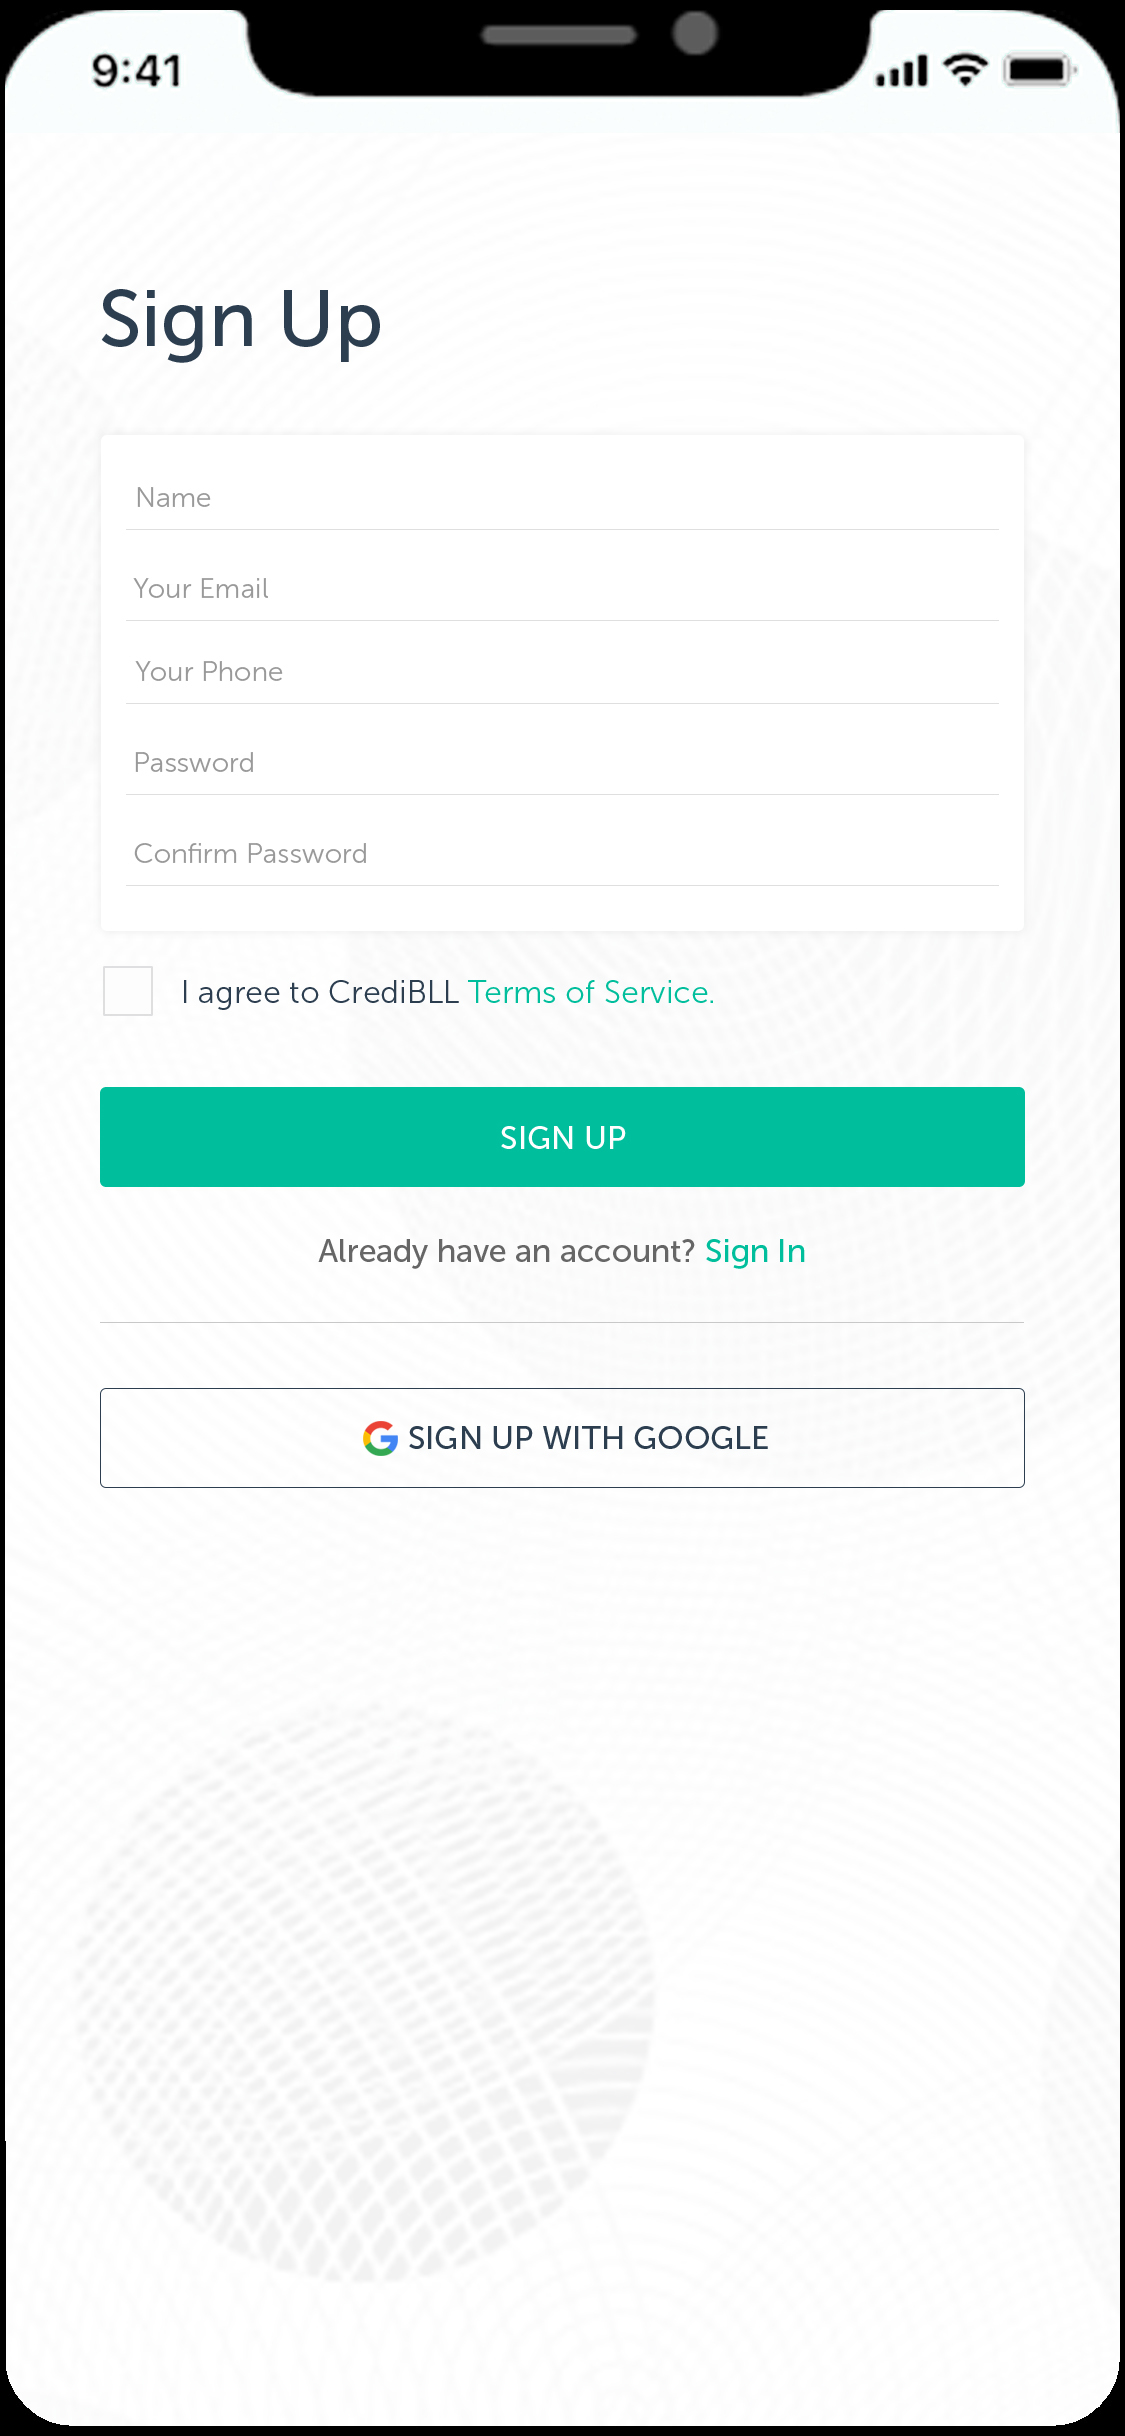 9:41
Sign Up
Name
Your Email
Your Phone
Password
Confirm Password
I agree to CrediBLL Terms of Service.
SIGN UP
Already have an account? Sign In
SIGN UP WITH GOOGLE